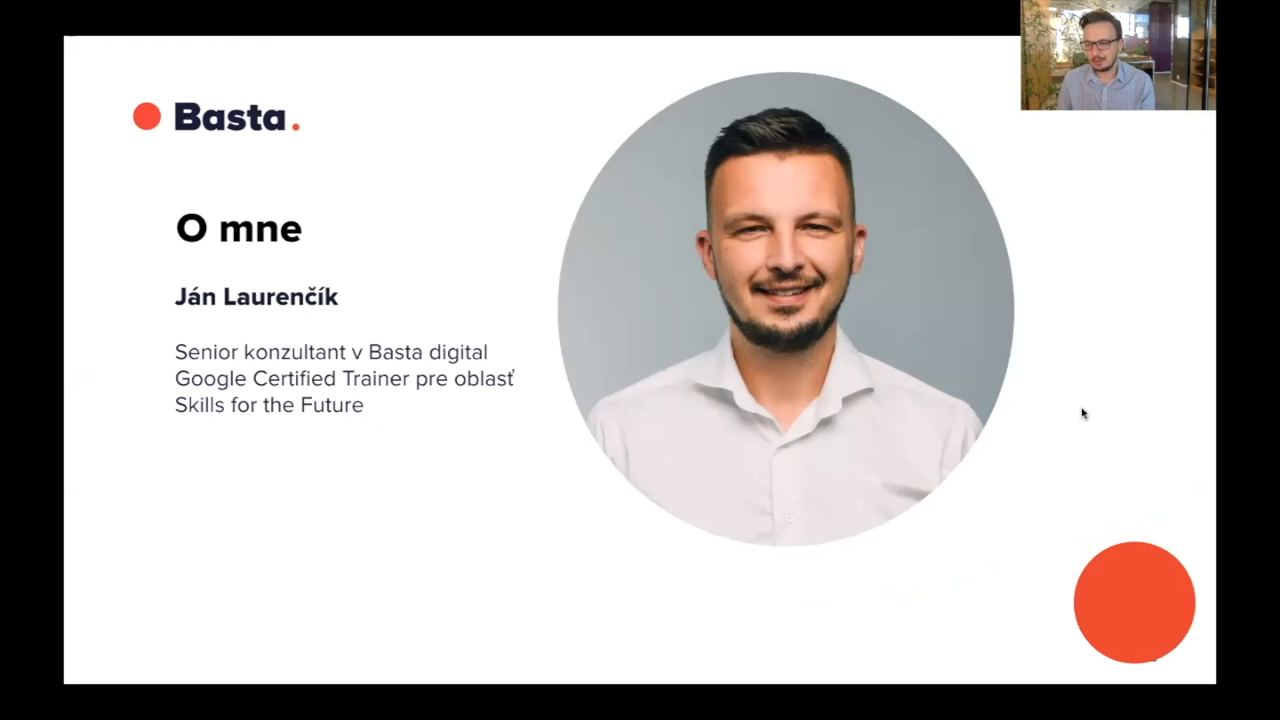 Basta.
O mne
Ján Laurenčík
Senior konzultant v Basta digital
Google Certified Trainer pre oblasť
Skills for the Future